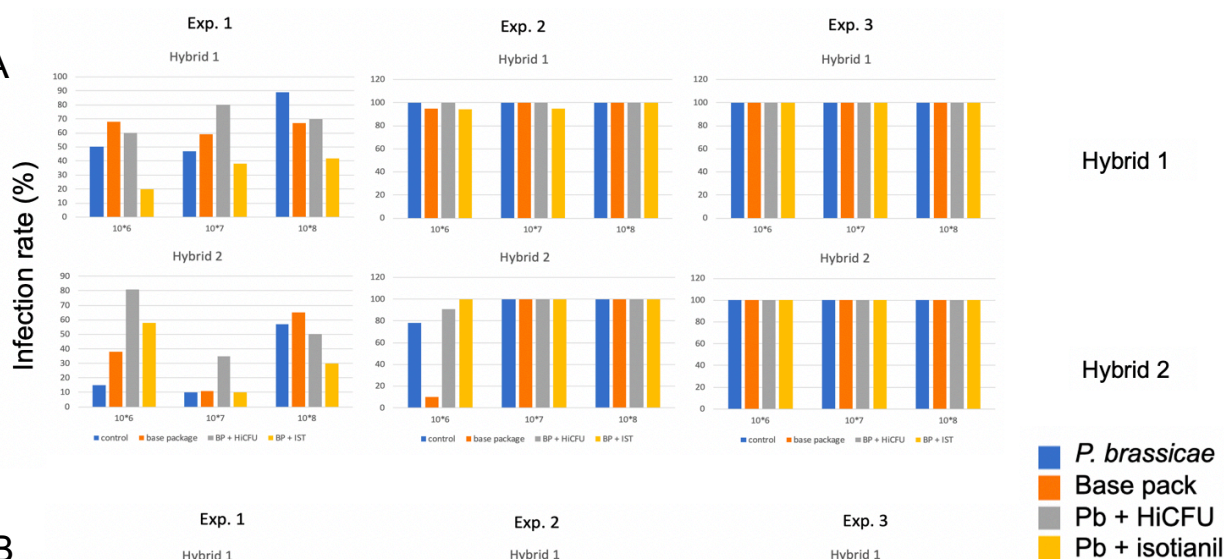 A
Exp. 1
Exp. 2
Exp. 3
Hybrid 1
Hybrid 1
Hybrid 1
Infection rate (%)
100
90
80
70
60
50
40
30
20
10
0
10*6 10*7 10*8
120
100
80
60
40
20
0
10*6 10*7 10*8
120
100
80
60
40
20
0
10*6 10*7 10*8
Hybrid 1
Hybrid 2
Hybrid 2
Hybrid 2
90
80
70
60
50
40
30
20
10
0
10*6 10*7 10*8
control base package BP + HiCFU BP + IST
120
100
80
60
40
20
0
10*6 10*7 10*8
control base package BP + HiCFU BP + IST
120
100
80
60
40
20
0
10*6 10*7 10*8
control base package BP + HiCFU BP + IST
Hybrid 2
P. brassicae
Base pack
Pb + HiCFU
Pb + isotianil
B
Exp. 1
Exp. 2
Exp. 3
Hybrid 1
Hybrid 1
Hybrid 1